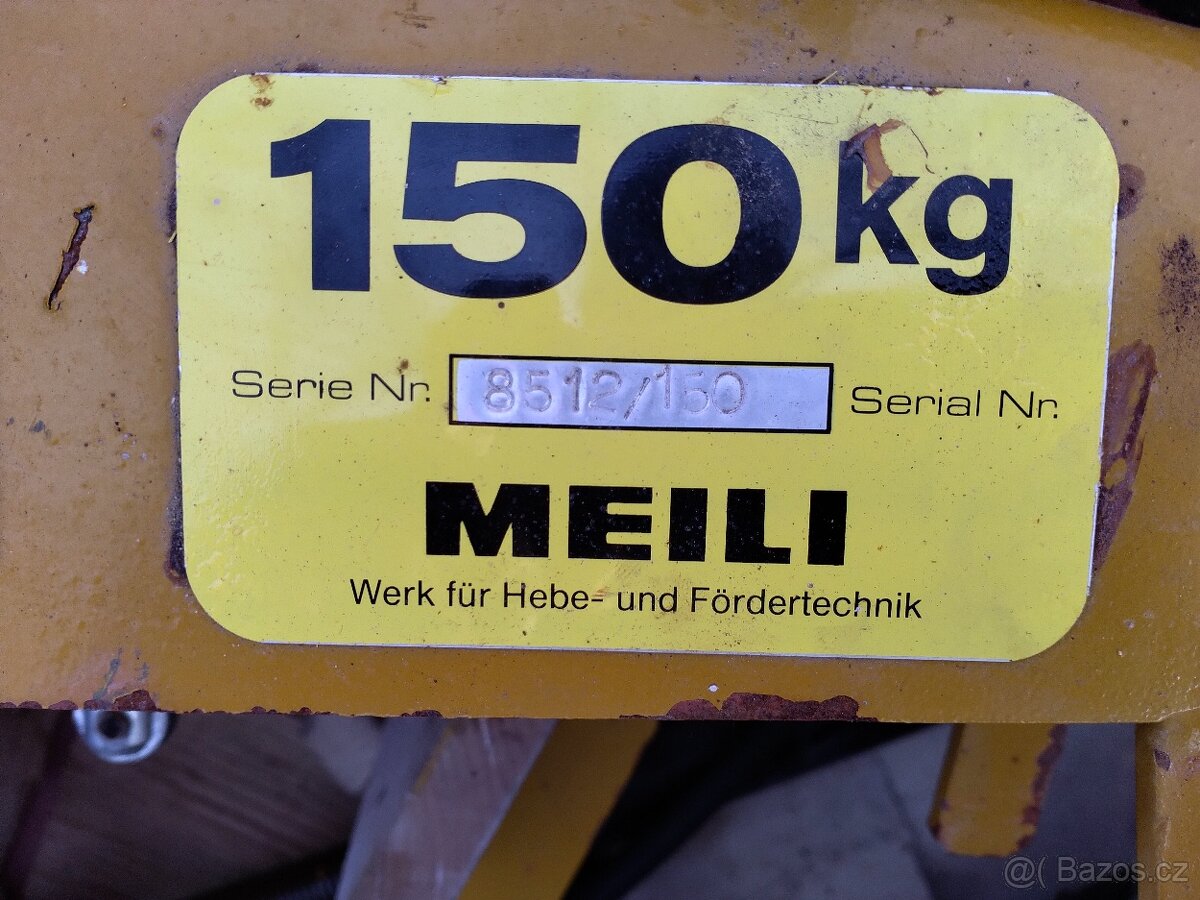 150 kg
Serie Nr. 8512/150 Serial Nr.
MEILI
Werk für Hebe- und Fördertechnik
@( Bazos.cz